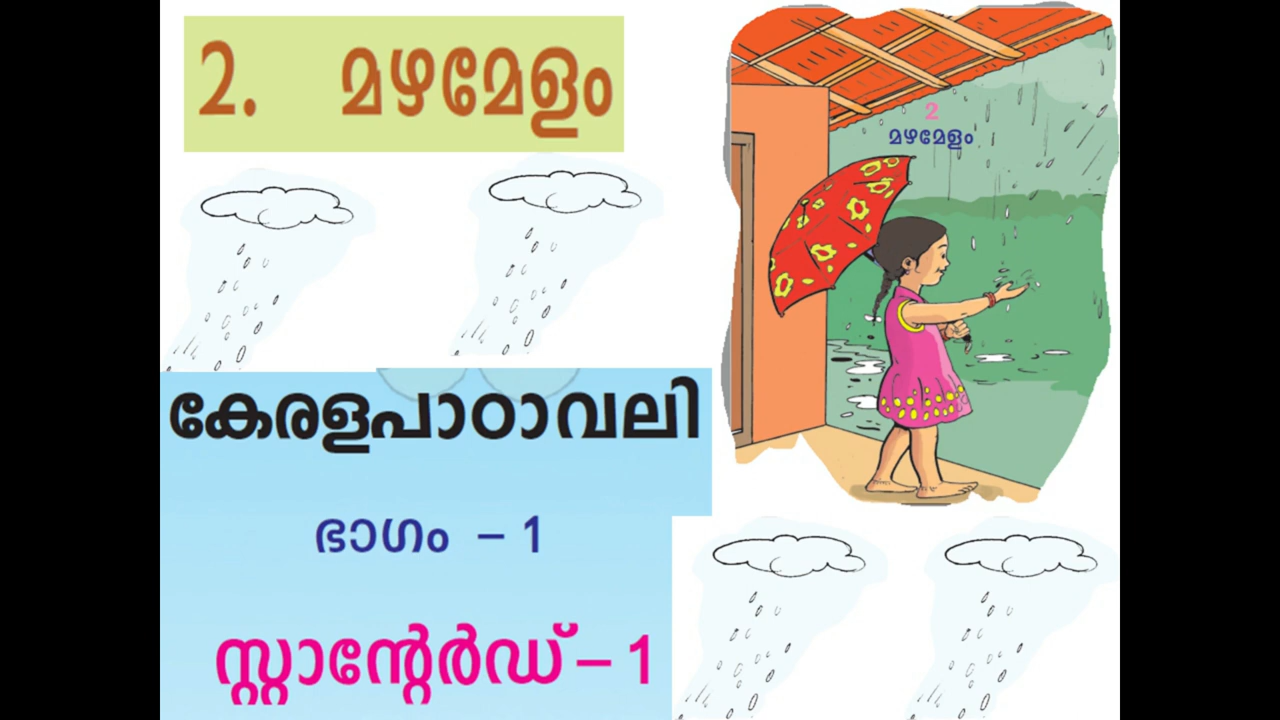 2. മഴമേളം
2
മഴമേളം
കേരളപാഠാവലി
ഭാഗം - 1
സ്റ്റാന്റേർഡ് - 1